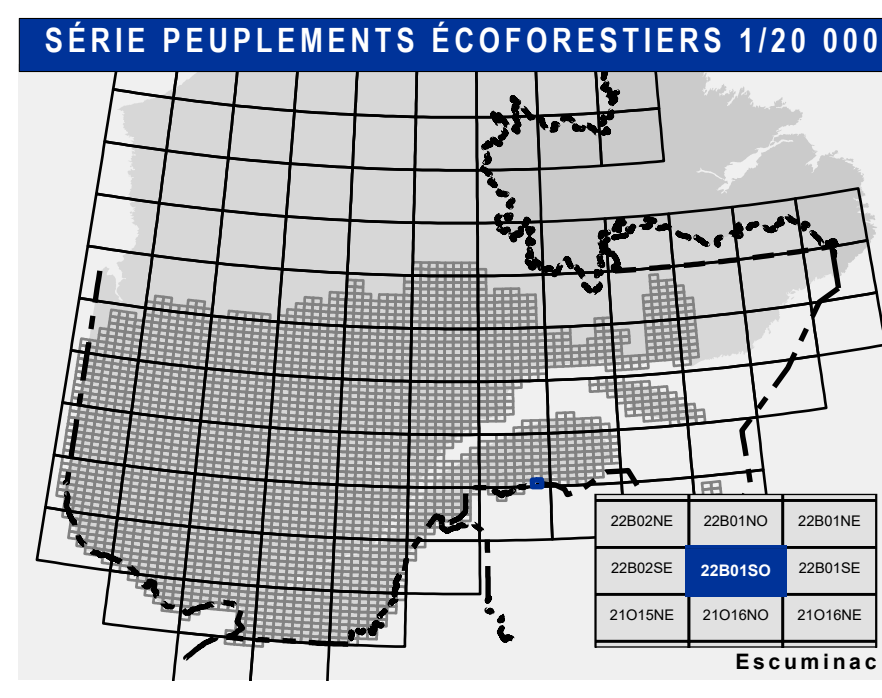 SÉRIE PEUPLEMENTS ÉCOFORESTIERS 1/20 000
22B02NE 22B01NO 22B01NE
22B02SE 22B01SO 22B01SE
21O15NE 21O16NO 21O16NE
Escuminac